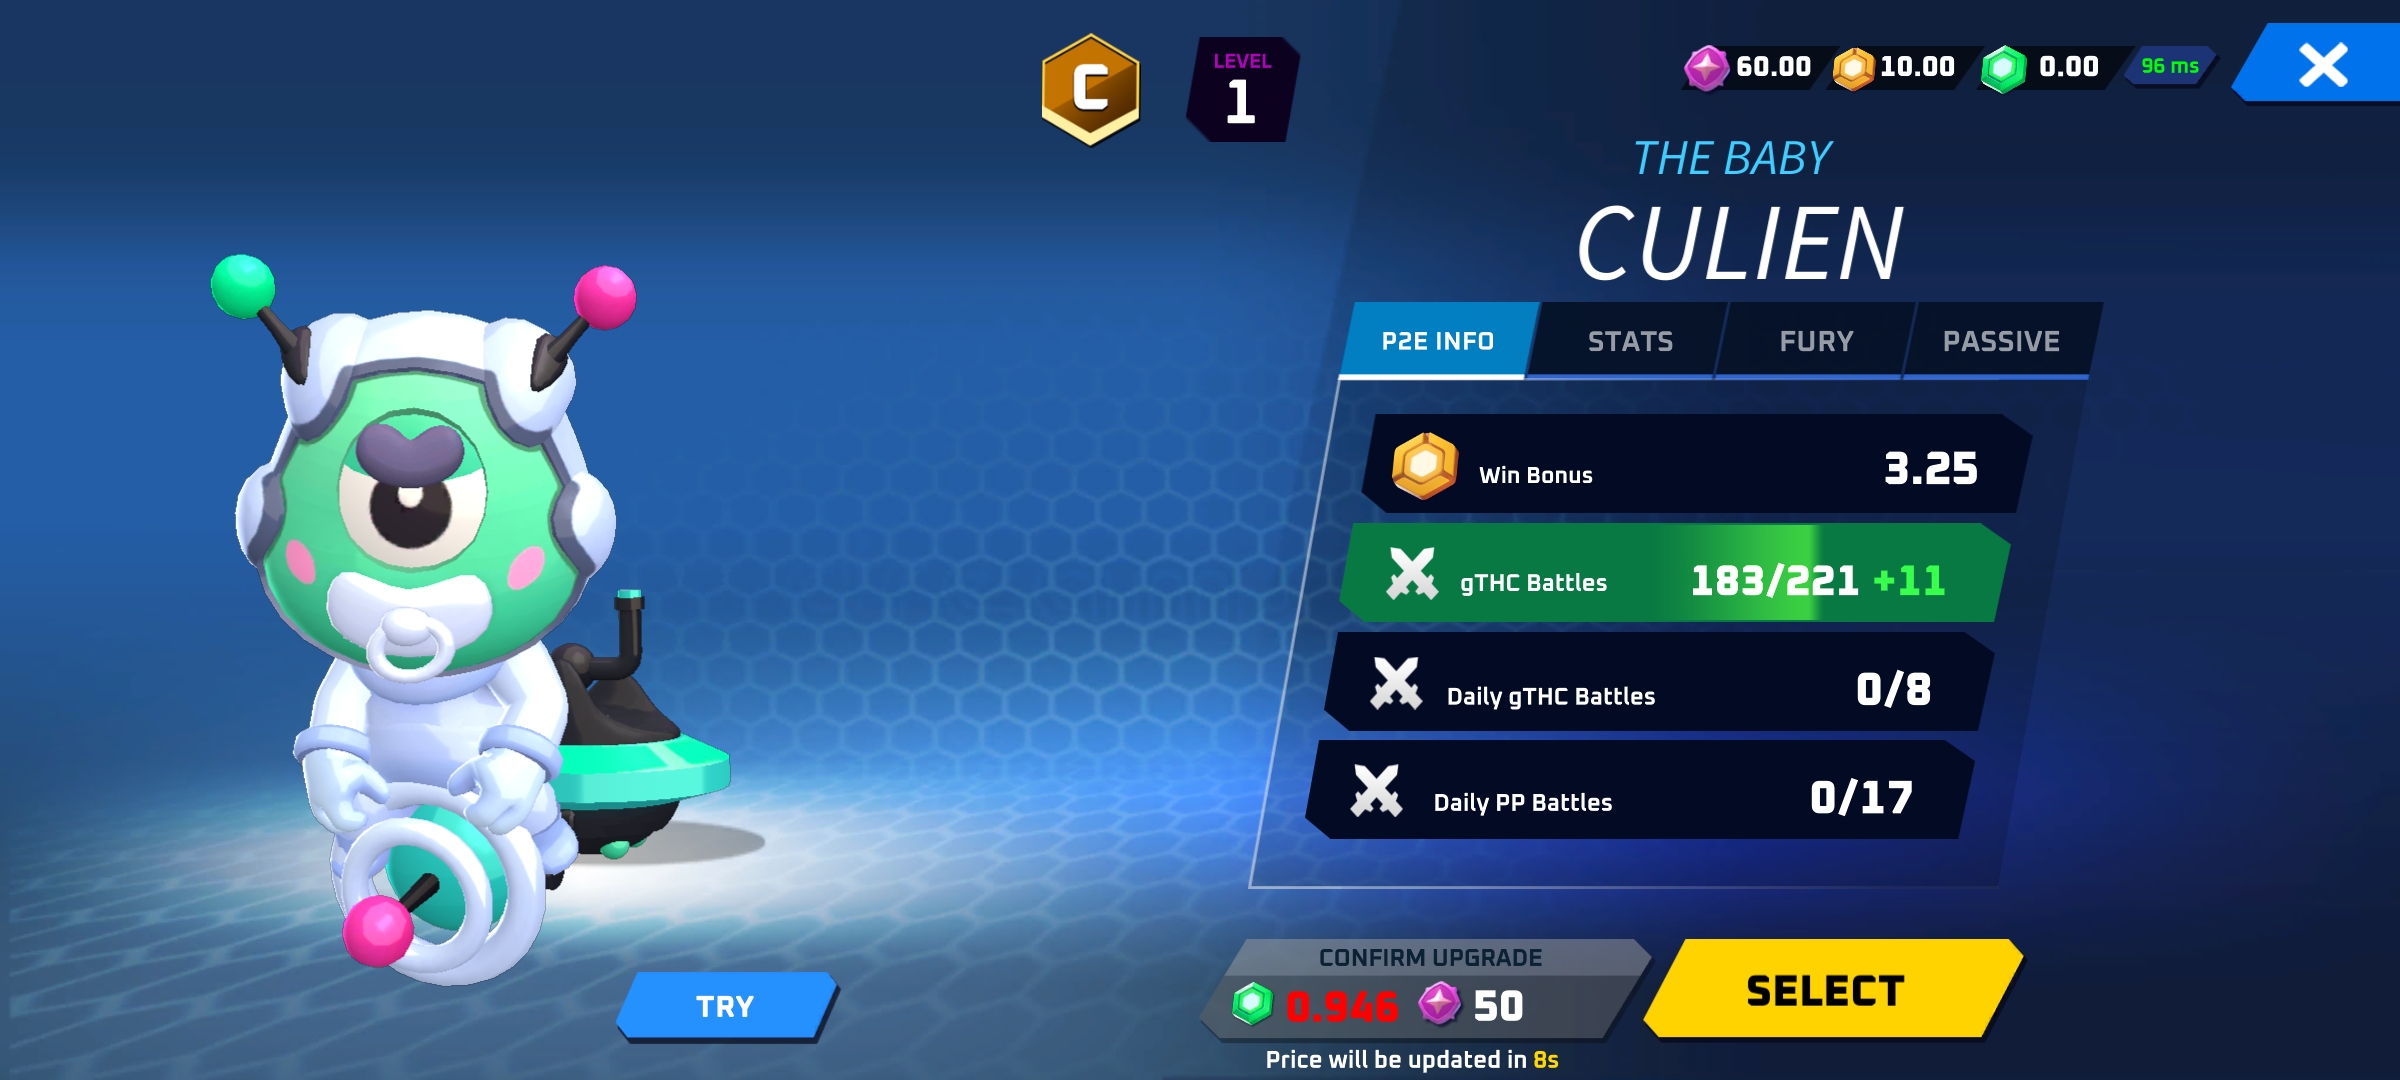 C
LEVEL
1
60.00
10.00
0.00
96 ms
THE BABY
CULIEN
P2E INFO
STATS
FURY
PASSIVE
Win Bonus 3.25
gTHC Battles 183/221 +11
Daily gTHC Battles 0/8
Daily PP Battles 0/17
TRY
CONFIRM UPGRADE
0.946 50
Price will be updated in 8s
SELECT